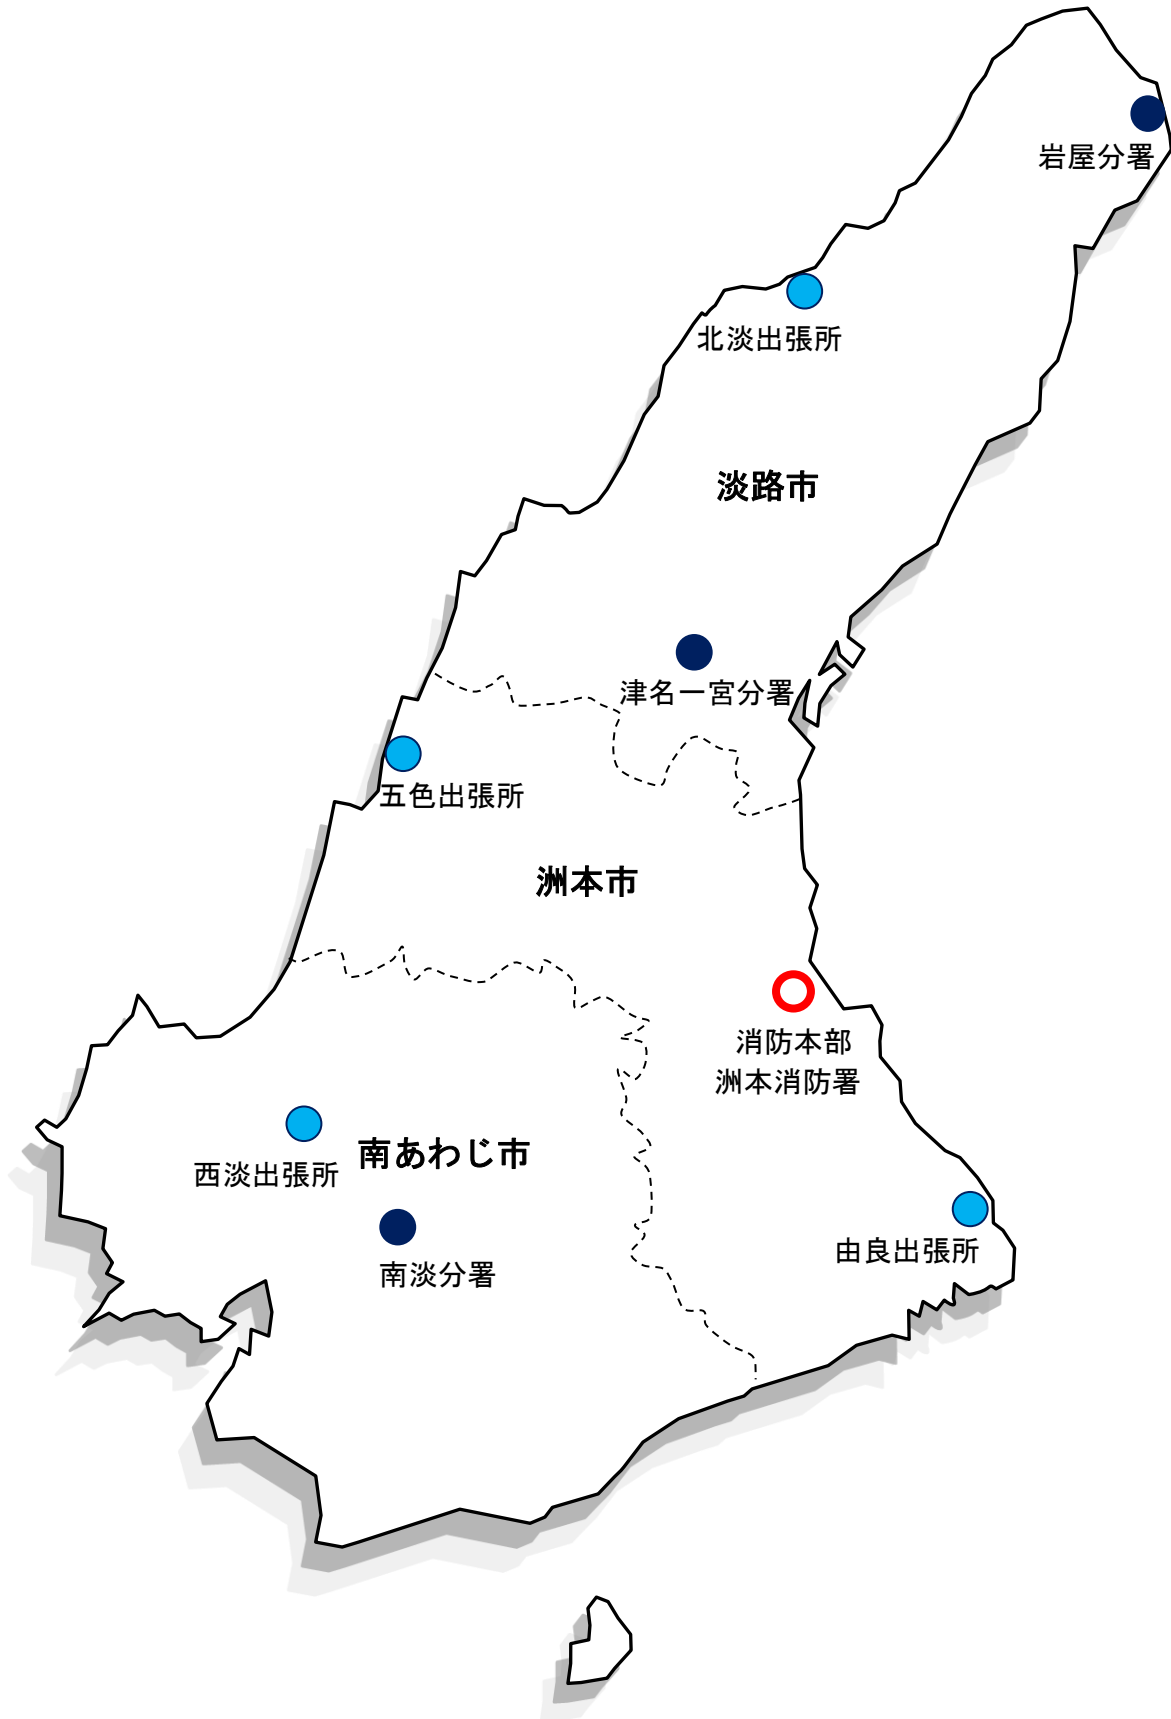 岩屋分署
北淡出張所
淡路市
津名一宮分署
五色出張所
洲本市
消防本部
洲本消防署
南あわじ市
西淡出張所
由良出張所
南淡分署